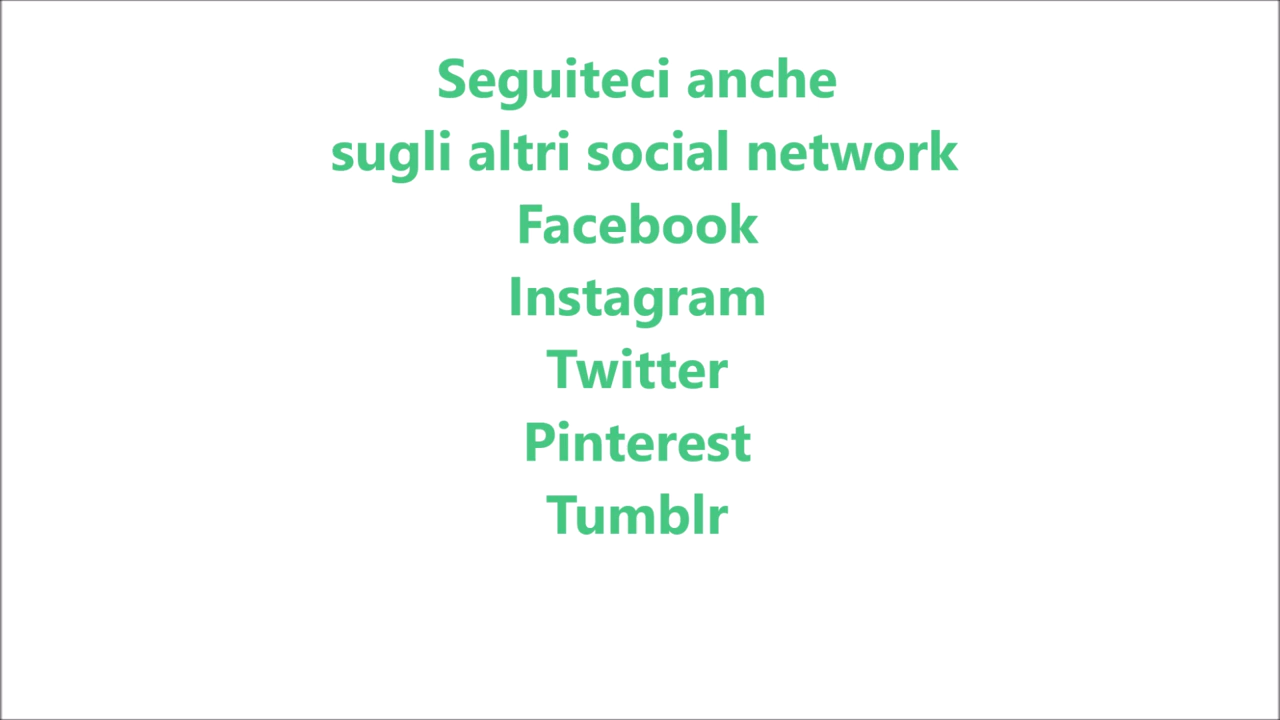 Seguiteci anche
sugli altri social network
Facebook
Instagram
Twitter
Pinterest
Tumblr